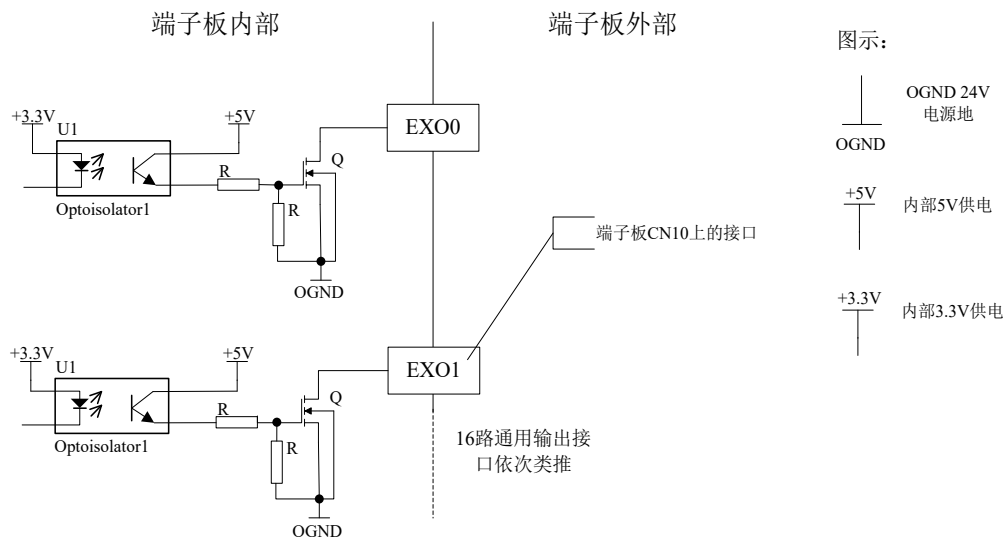 端子板内部
端子板外部
图示：
+3.3V
U1
+5V
Optoisolator1
R
R
Q
OGND
EXO0
端子板CN10上的接口
+3.3V
U1
+5V
Optoisolator1
R
R
Q
OGND
EXO1
16路通用输出接
口依次类推
OGND
OGND 24V
电源地
+5V
内部5V供电
+3.3V
内部3.3V供电